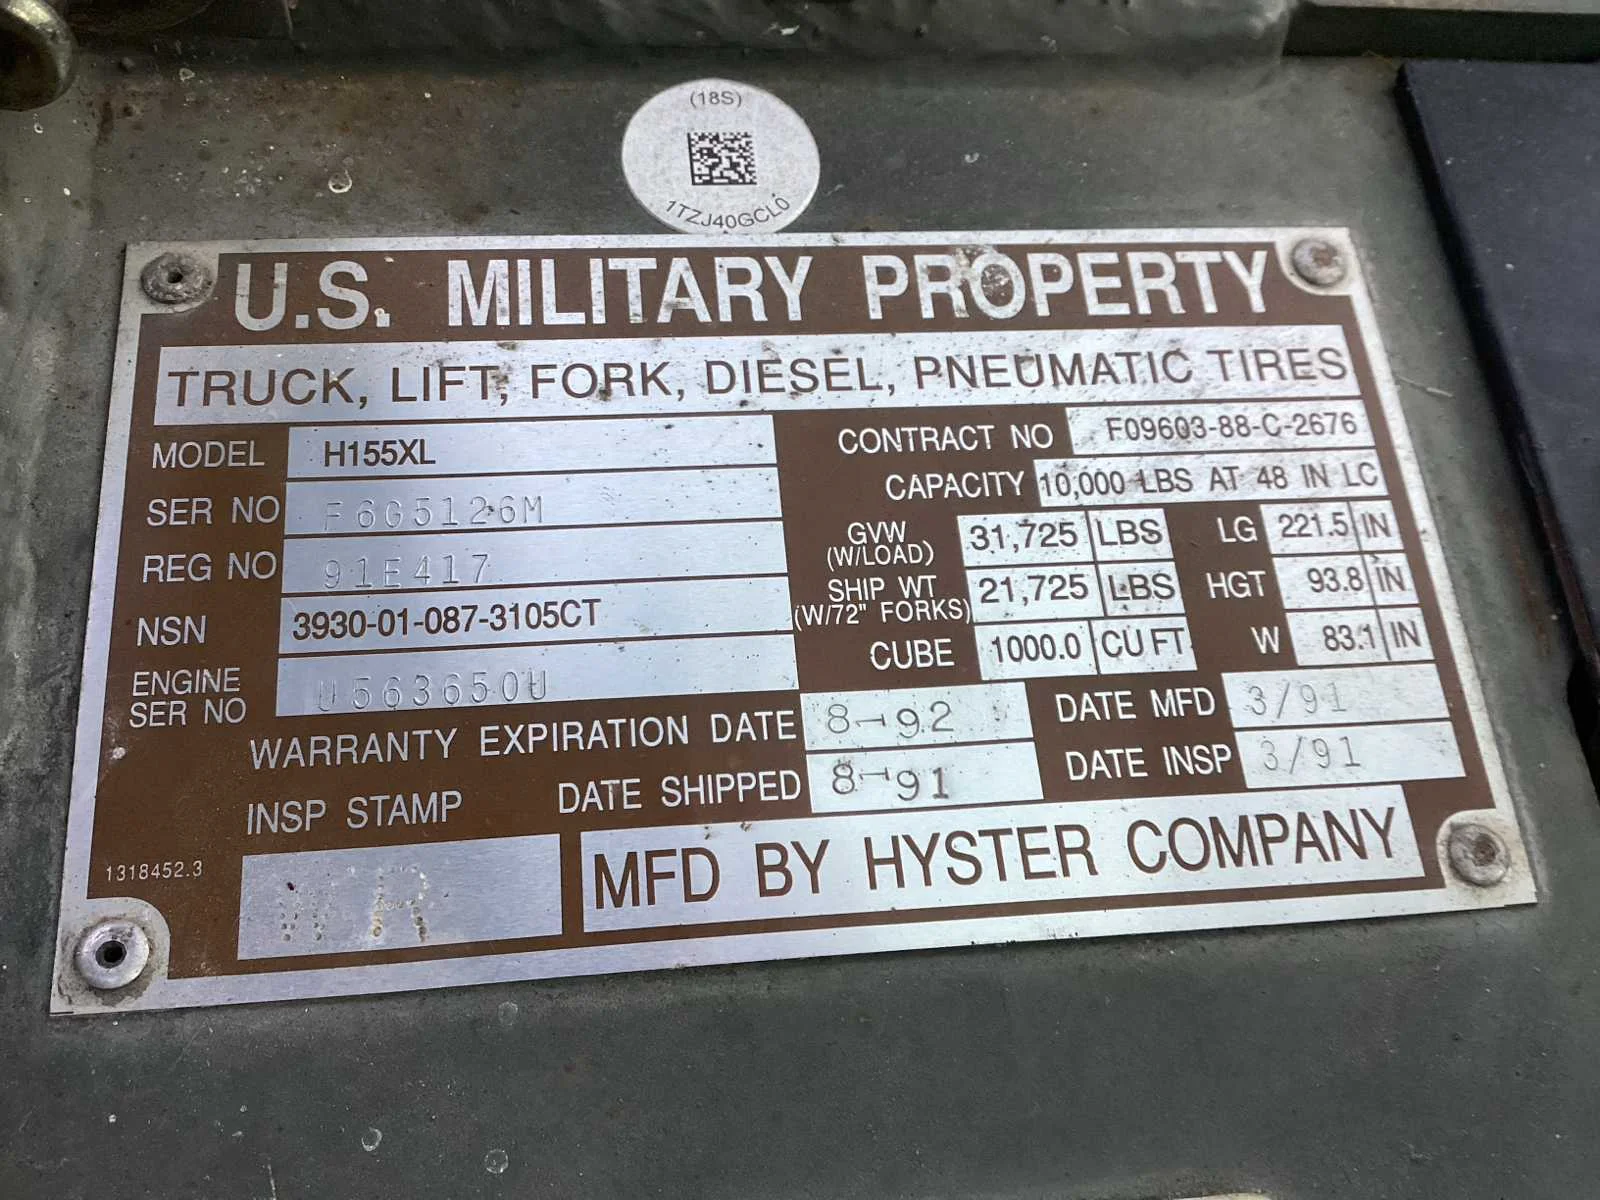 (18S)
1TZJ40GCL0
U.S. MILITARY PROPERTY
TRUCK, LIFT, FORK, DIESEL, PNEUMATIC TIRES
MODEL H155XL
SER NO F6G5126M
REG NO 91E417
NSN 3930-01-087-3105CT
ENGINE
SER NO U563650U
CONTRACT NO F09603-88-C-2676
CAPACITY 10,000 LBS AT 48 IN LC
GVW
(W/LOAD) 31,725 LBS
LG 221.5 IN
SHIP WT
(W/72" FORKS) 21,725 LBS
HGT 93.8 IN
CUBE 1000.0 CU FT
W 83.1 IN
WARRANTY EXPIRATION DATE 8-92
DATE MFD 3/91
INSP STAMP
DATE SHIPPED 8-91
DATE INSP 3/91
1318452.3
MFD BY HYSTER COMPANY